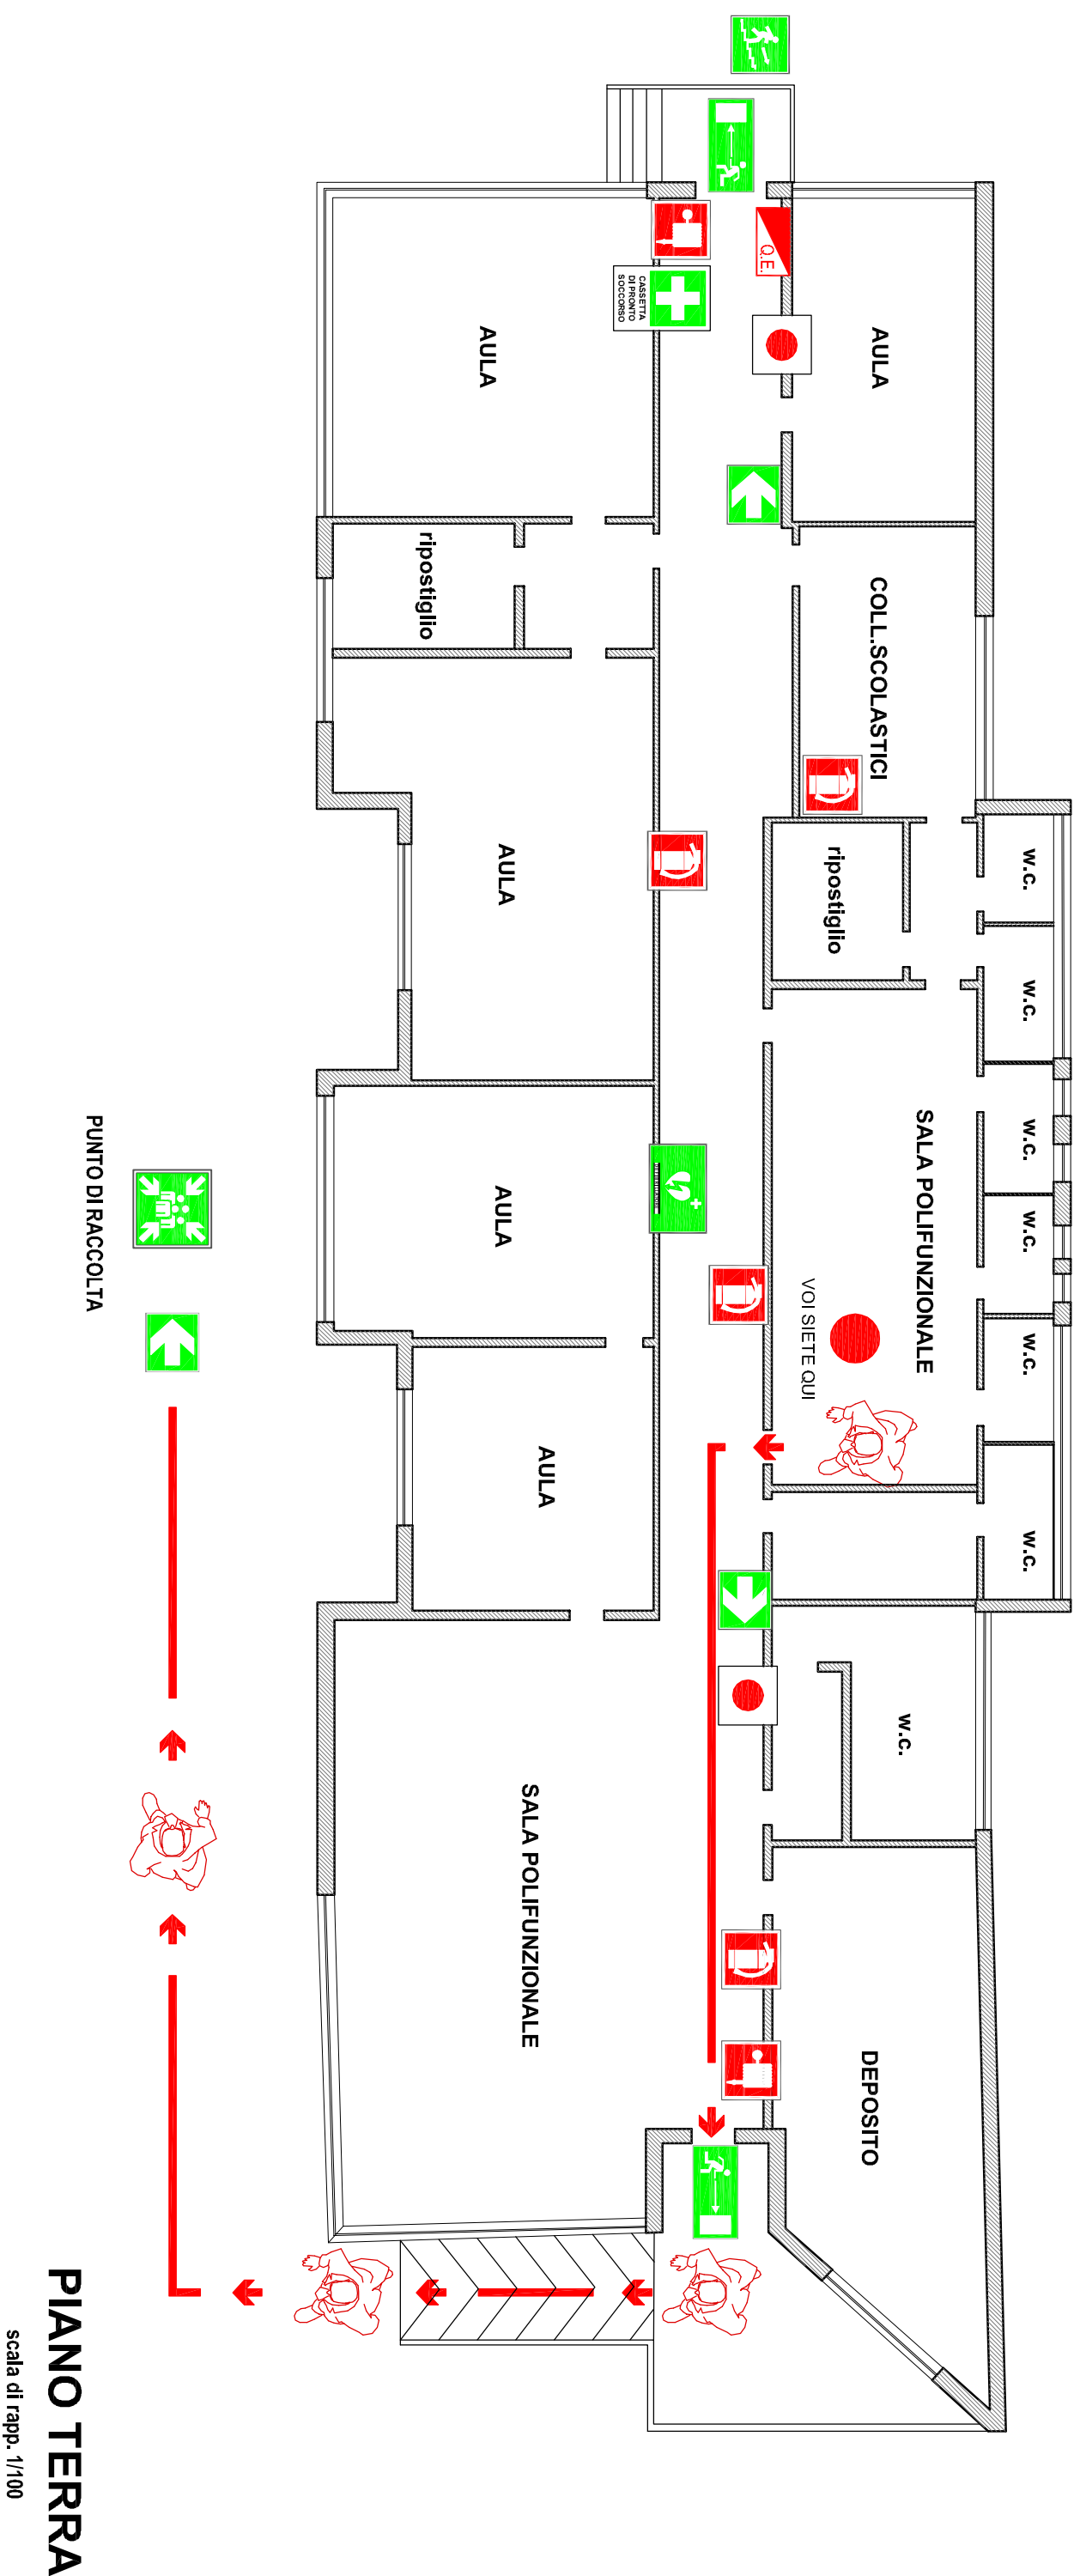 w.c.
w.c.
w.c.
w.c.
w.c.
w.c.
AULA
COLL.SCOLASTICI
SALA POLIFUNZIONALE
w.c.
DEPOSITO
ripostiglio
VOI SIETE QUI
Q.E.
CASSETTA
DI PRONTO
SOCCORSO
AULA
AULA
AULA
AULA
SALA POLIFUNZIONALE
ripostiglio
PUNTO DI RACCOLTA
PIANO TERRA
scala di rapp. 1/100